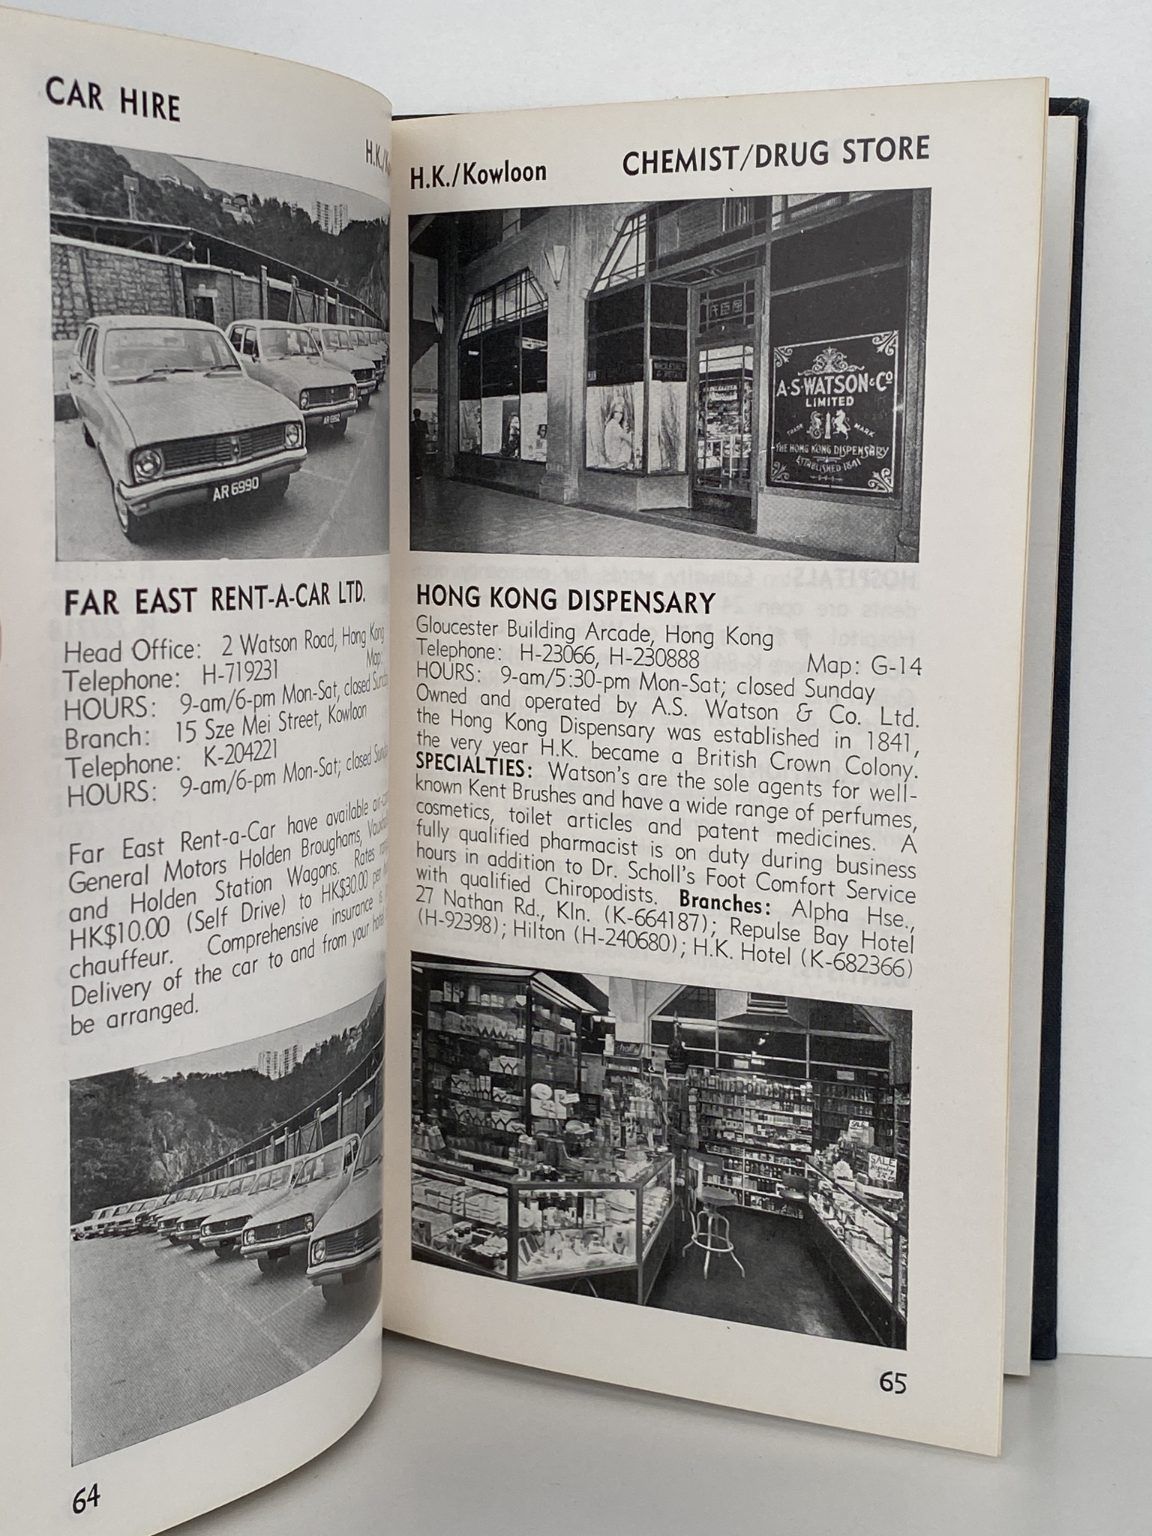 CAR HIRE
H.K./
AR 6990
FAR EAST RENT-A-CAR LTD.
Head Office: 2 Watson Road, Hong Kong
Telephone: H-719231 Map:
HOURS: 9-am/6-pm Mon-Sat, closed Sunday
Branch: 15 Sze Mei Street, Kowloon
Telephone: K-204221
HOURS: 9-am/6-pm Mon-Sat; closed Sunday
Far East Rent-a-Car have available
General Motors Holden Broughams,
and Holden Station Wagons. Rates
HK$10.00 (Self Drive) to HK$30.00 per
chauffeur. Comprehensive insurance is
Delivery of the car to and from your hotel
be arranged.
64
H.K./Kowloon CHEMIST/DRUG STORE
A·S·WATSON & Co
LIMITED
TRADE MARK
THE HONG KONG DISPENSARY
ESTABLISHED 1841
HONG KONG DISPENSARY
Gloucester Building Arcade, Hong Kong
Telephone: H-23066, H-230888 Map: G-14
HOURS: 9-am/5:30-pm Mon-Sat; closed Sunday
Owned and operated by A.S. Watson & Co. Ltd.
the Hong Kong Dispensary was established in 1841,
the very year H.K. became a British Crown Colony.
SPECIALTIES: Watson's are the sole agents for well-
known Kent Brushes and have a wide range of perfumes,
cosmetics, toilet articles and patent medicines. A
fully qualified pharmacist is on duty during business
hours in addition to Dr. Scholl's Foot Comfort Service
with qualified Chiropodists. Branches: Alpha Hse.,
27 Nathan Rd., Kln. (K-664187); Repulse Bay Hotel
(H-92398); Hilton (H-240680); H.K. Hotel (K-682366)
SALE
65